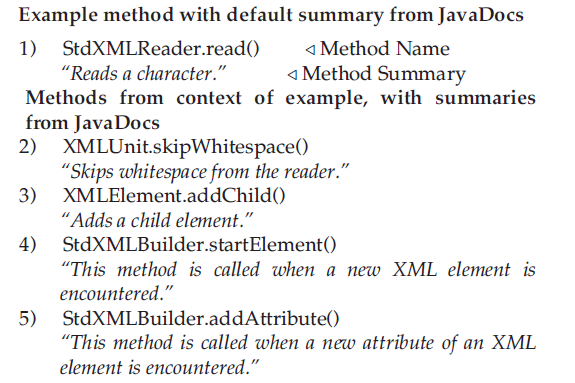 Example method with default summary from JavaDocs
1) StdXMLReader.read() ◁ Method Name
“Reads a character.” ◁ Method Summary
Methods from context of example, with summaries
from JavaDocs
2) XMLUnit.skipWhitespace()
“Skips whitespace from the reader.”
3) XMLElement.addChild()
“Adds a child element.”
4) StdXMLBuilder.startElement()
“This method is called when a new XML element is
encountered.”
5) StdXMLBuilder.addAttribute()
“This method is called when a new attribute of an XML
element is encountered.”